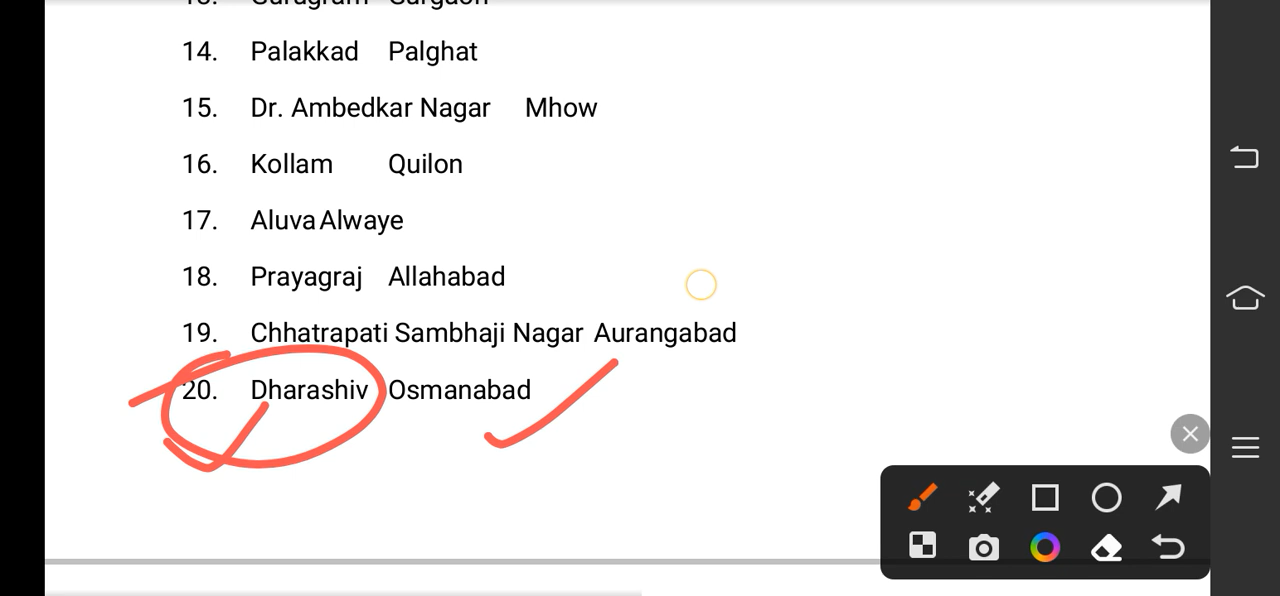 14. Palakkad Palghat
15. Dr. Ambedkar Nagar Mhow
16. Kollam Quilon
17. Aluva Alwaye
18. Prayagraj Allahabad
19. Chhatrapati Sambhaji Nagar Aurangabad
20. Dharashiv Osmanabad